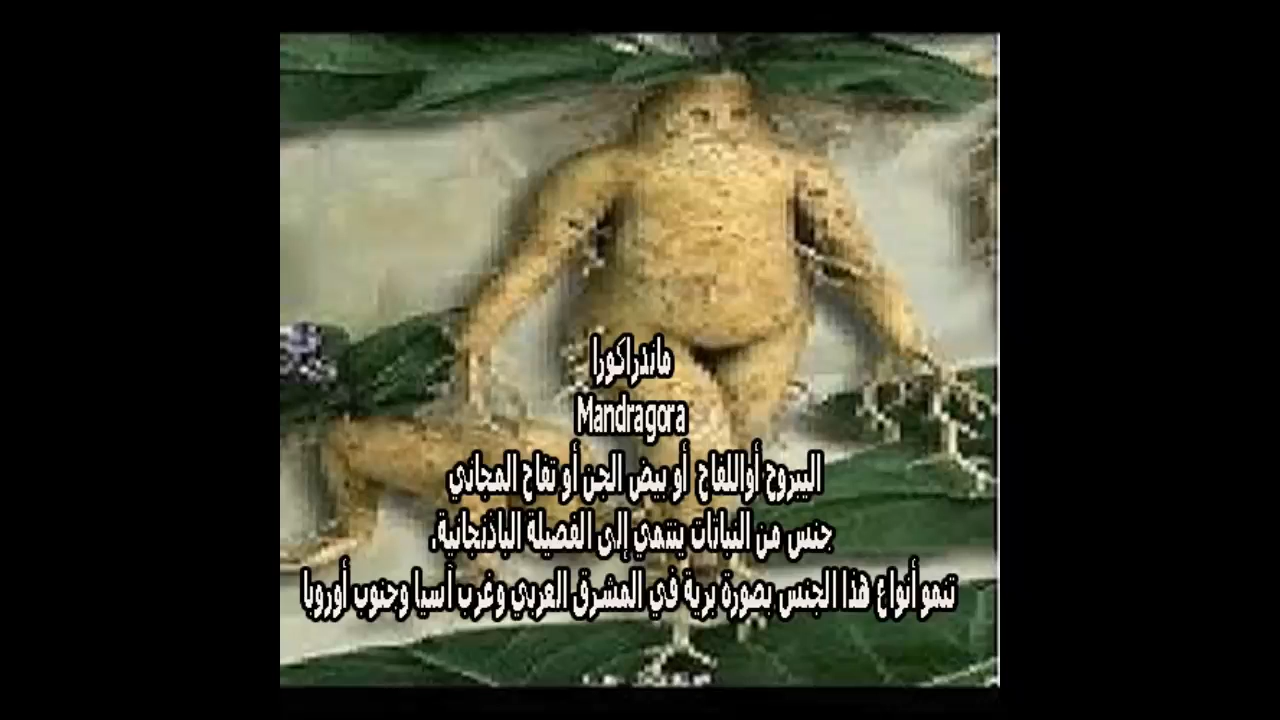 ماندراكورا
Mandragora
اليبروح أواللفاح أو بيض الجن أو تفاح المجاني
جنس من النباتات ينتمي إلى الفصيلة الباذنجانية.
تنمو أنواع هذا الجنس بصورة برية في المشرق العربي وغرب آسيا وجنوب أوروبا